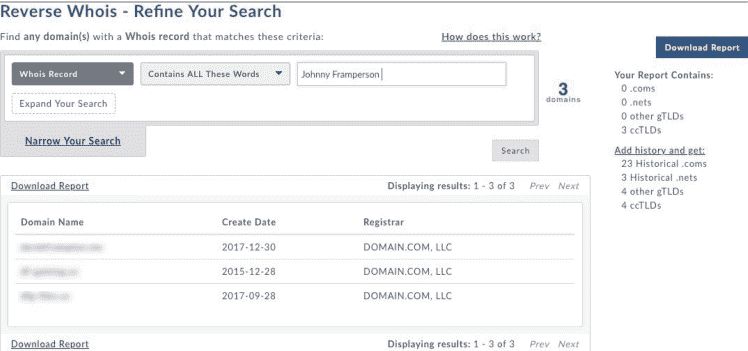 Reverse Whois - Refine Your Search
Find any domain(s) with a Whois record that matches these criteria:
How does this work?
Whois Record
Contains ALL These Words
Johnny Framperson
Expand Your Search
3
domains
Narrow Your Search
Search
Download Report
Your Report Contains:
0 .coms
0 .nets
0 other gTLDs
3 ccTLDs
Add history and get:
23 Historical .coms
3 Historical .nets
4 other gTLDs
4 ccTLDs
Download Report Displaying results: 1 - 3 of 3 Prev Next
Domain Name Create Date Registrar
2017-12-30 DOMAIN.COM, LLC
2015-12-28 DOMAIN.COM, LLC
2017-09-28 DOMAIN.COM, LLC
Download Report Displaying results: 1 - 3 of 3 Prev Next